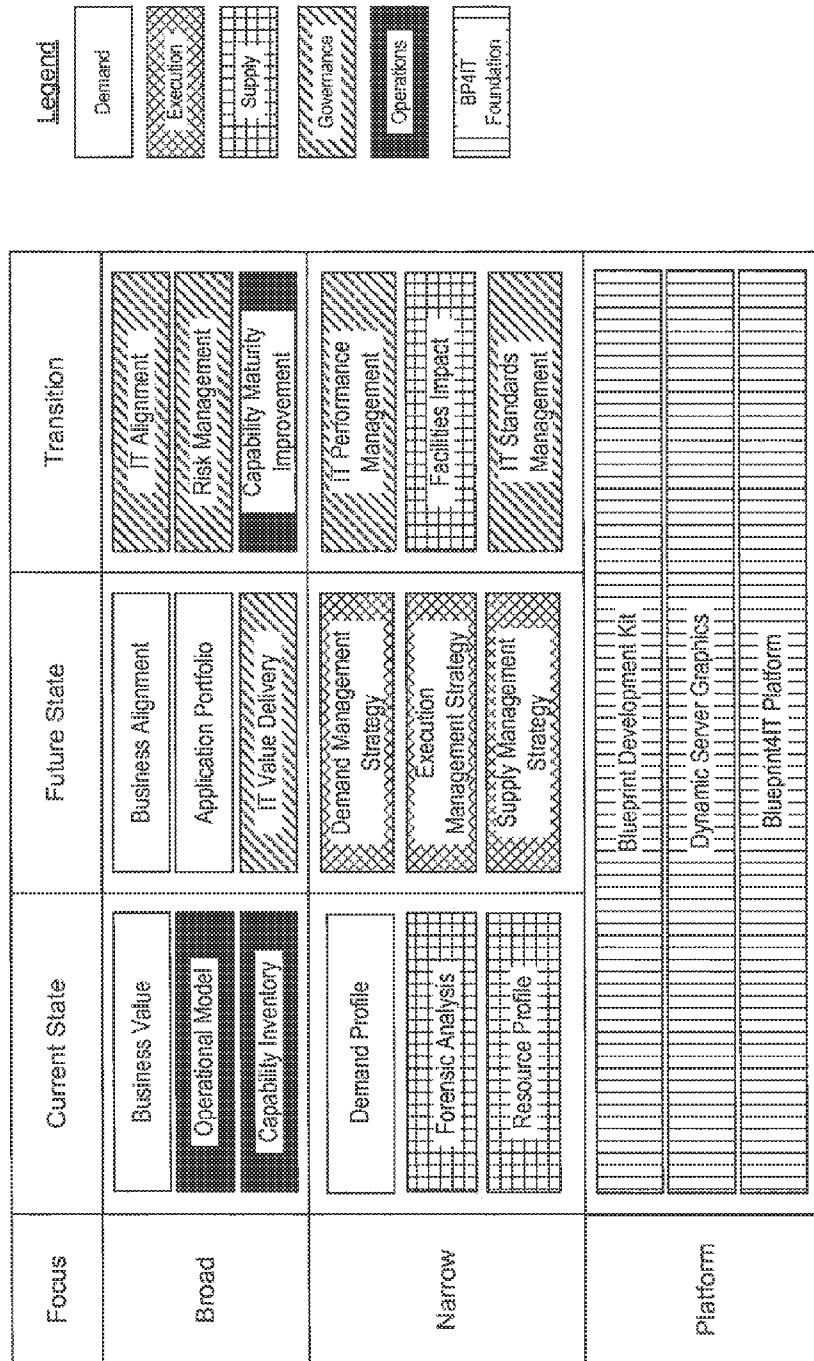 Focus
Current State
Future State
Transition
Broad
Business Value
Operational Model
Capability Inventory
Business Alignment
Application Portfolio
IT Value Delivery
IT Alignment
Risk Management
Capability Maturity
Improvement
Narrow
Demand Profile
Forensic Analysis
Resource Profile
Demand Management
Strategy
Execution
Management Strategy
Supply Management
Strategy
IT Performance
Management
Facilities Impact
IT Standards
Management
Platform
Blueprint Development Kit
Dynamic Server Graphics
Blueprint4IT Platform
Legend
Demand
Execution
Supply
Governance
Operations
BP4IT
Foundation